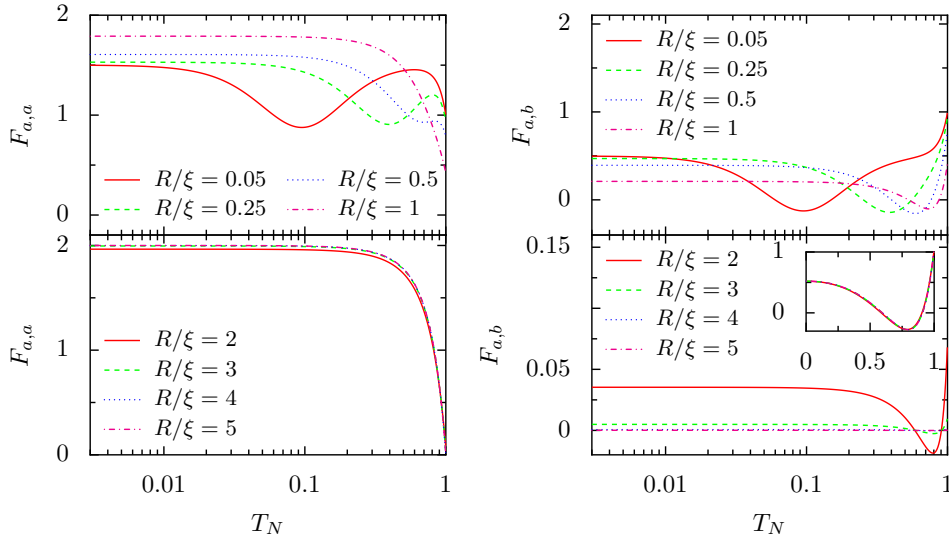 2
1
0
F_{a,a}
R/ξ = 0.05
R/ξ = 0.25
R/ξ = 0.5
R/ξ = 1
2
1
0
F_{a,b}
R/ξ = 0.05
R/ξ = 0.25
R/ξ = 0.5
R/ξ = 1
2
1
0
F_{a,a}
R/ξ = 2
R/ξ = 3
R/ξ = 4
R/ξ = 5
0.01 0.1 1
T_N
0.15
0.05
0
F_{a,b}
R/ξ = 2
R/ξ = 3
R/ξ = 4
R/ξ = 5
1
0
0 0.5 1
0.01 0.1 1
T_N